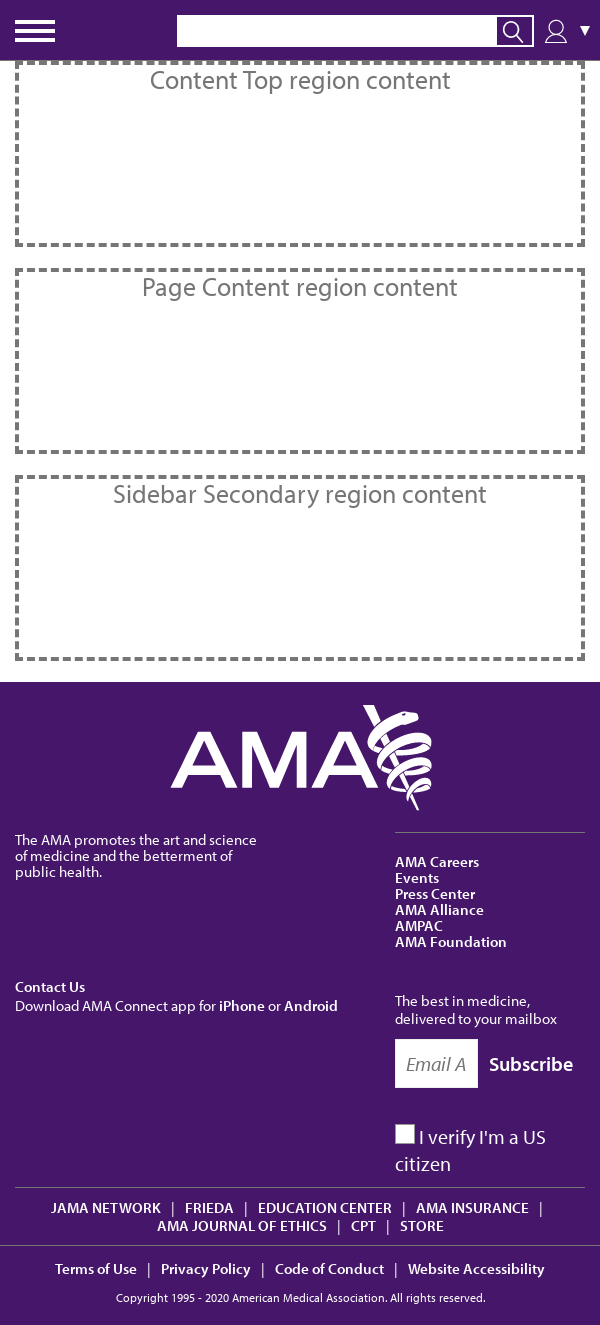 ▼
Content Top region content
Page Content region content
Sidebar Secondary region content
AMA
The AMA promotes the art and science
of medicine and the betterment of
public health.
AMA Careers
Events
Press Center
AMA Alliance
AMPAC
AMA Foundation
Contact Us
Download AMA Connect app for iPhone or Android
The best in medicine,
delivered to your mailbox
Email A
Subscribe
I verify I'm a US
citizen
JAMA NETWORK | FRIEDA | EDUCATION CENTER | AMA INSURANCE |
AMA JOURNAL OF ETHICS | CPT | STORE
Terms of Use | Privacy Policy | Code of Conduct | Website Accessibility
Copyright 1995 - 2020 American Medical Association. All rights reserved.